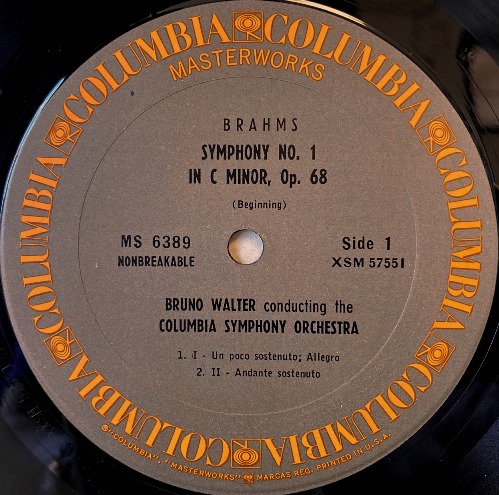 COLUMBIA COLUMBIA COLUMBIA COLUMBIA COLUMBIA COLUMBIA COLUMBIA
MASTERWORKS
BRAHMS
SYMPHONY NO. 1
IN C MINOR, Op. 68
(Beginning)
MS 6389 Side 1
NONBREAKABLE XSM 57551
BRUNO WALTER conducting the
COLUMBIA SYMPHONY ORCHESTRA
1. I - Un poco sostenuto; Allegro
2. II - Andante sostenuto
® "COLUMBIA", "MASTERWORKS" MARCAS REG. PRINTED IN U.S.A.